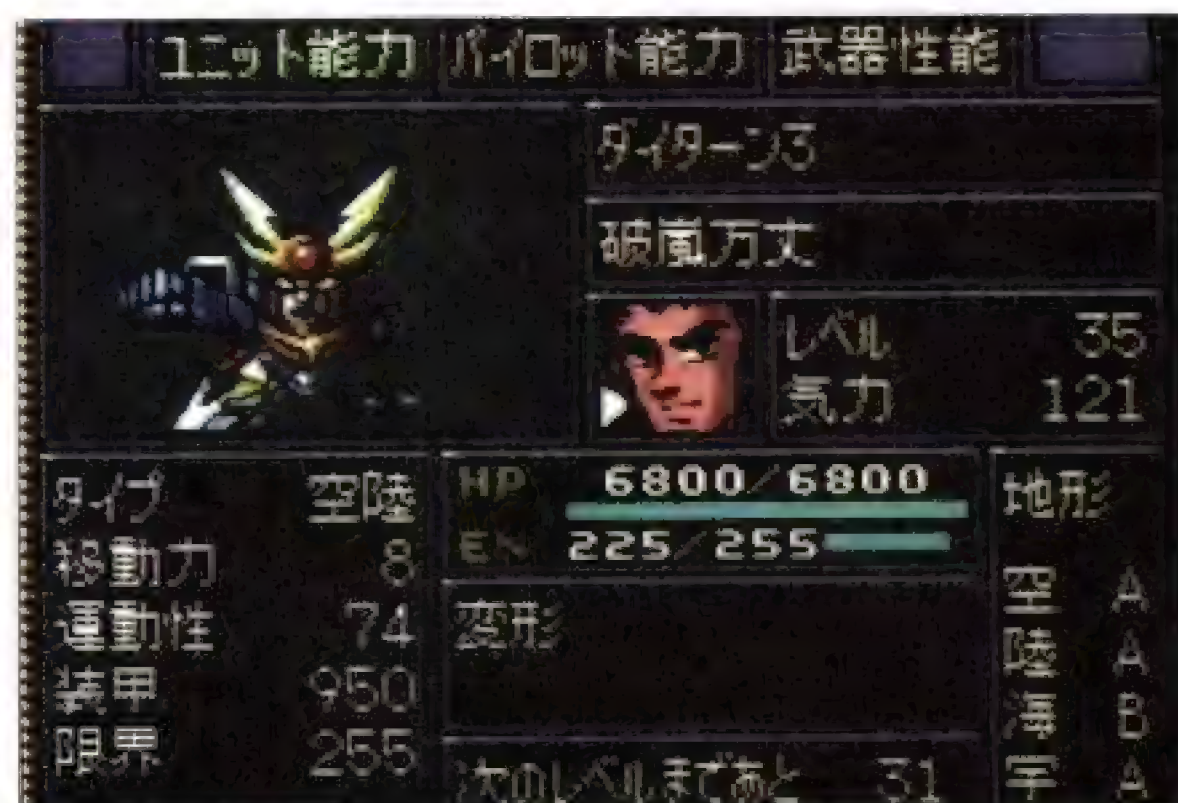 ユニット能力 パイロット能力 武器性能
ダイターン3
破嵐万丈
レベル 35
気力 121
タイプ 空陸
移動力 8
運動性 74
装甲 950
限界 255
HP 6800/6800
EN 225/255
変形
次のレベルまであと 31
地形
空 A
陸 A
海 B
宇 A